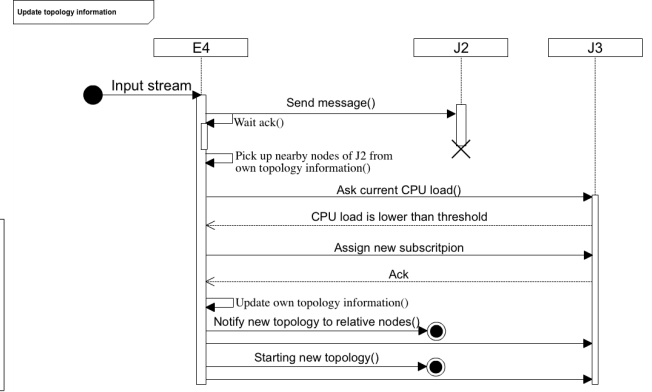 Update topology information
E4
J2
J3
Input stream
Send message()
Wait ack()
Pick up nearby nodes of J2 from
own topology information()
Ask current CPU load()
CPU load is lower than threshold
Assign new subscritpion
Ack
Update own topology information()
Notify new topology to relative nodes()
Starting new topology()